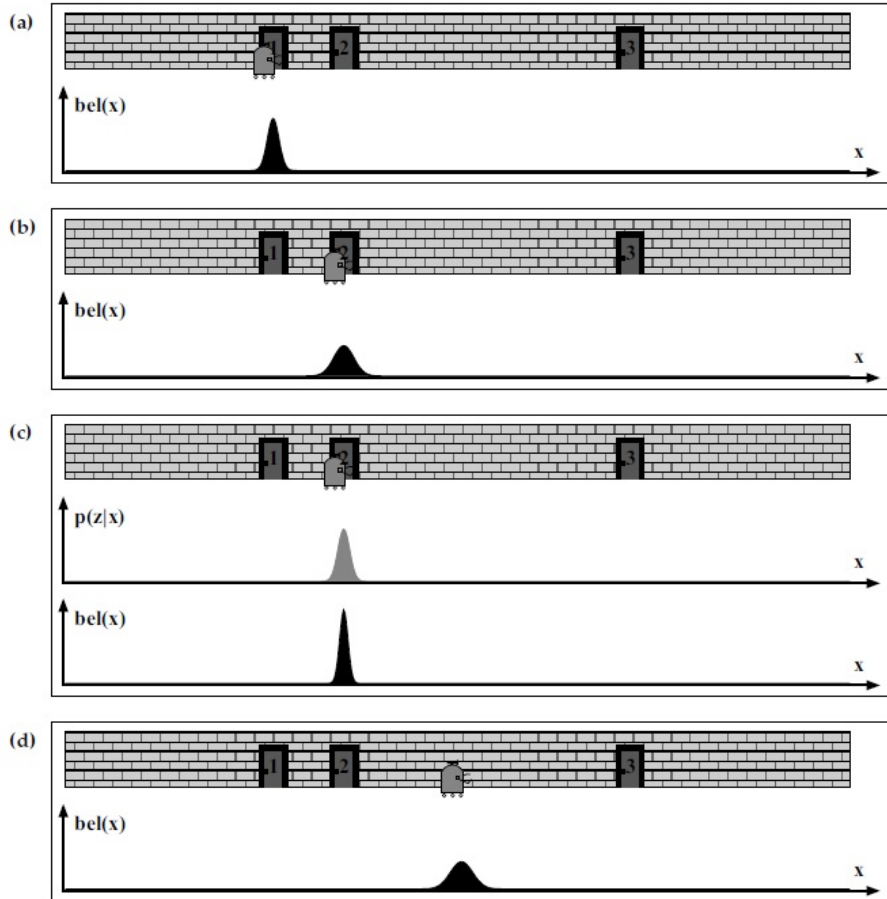 (a)
1 2 3
bel(x)
x
(b)
1 2 3
bel(x)
x
(c)
1 2 3
p(z|x)
x
bel(x)
x
(d)
1 2 3
bel(x)
x